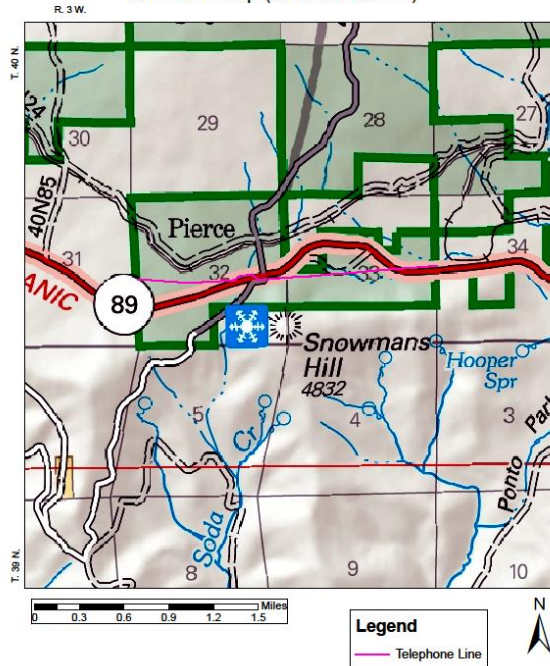 R. 3 W.
T. 40 N.
27
28
29
30
24
40N85
Pierce
31
32
33
34
ANIC
89
Snowmans
Hill
4832
Hooper
Spr
5
4
3
Cr
Soda
Ponto
8
9
10
T. 39 N.
0 0.3 0.6 0.9 1.2 1.5 Miles
N
Legend
Telephone Line